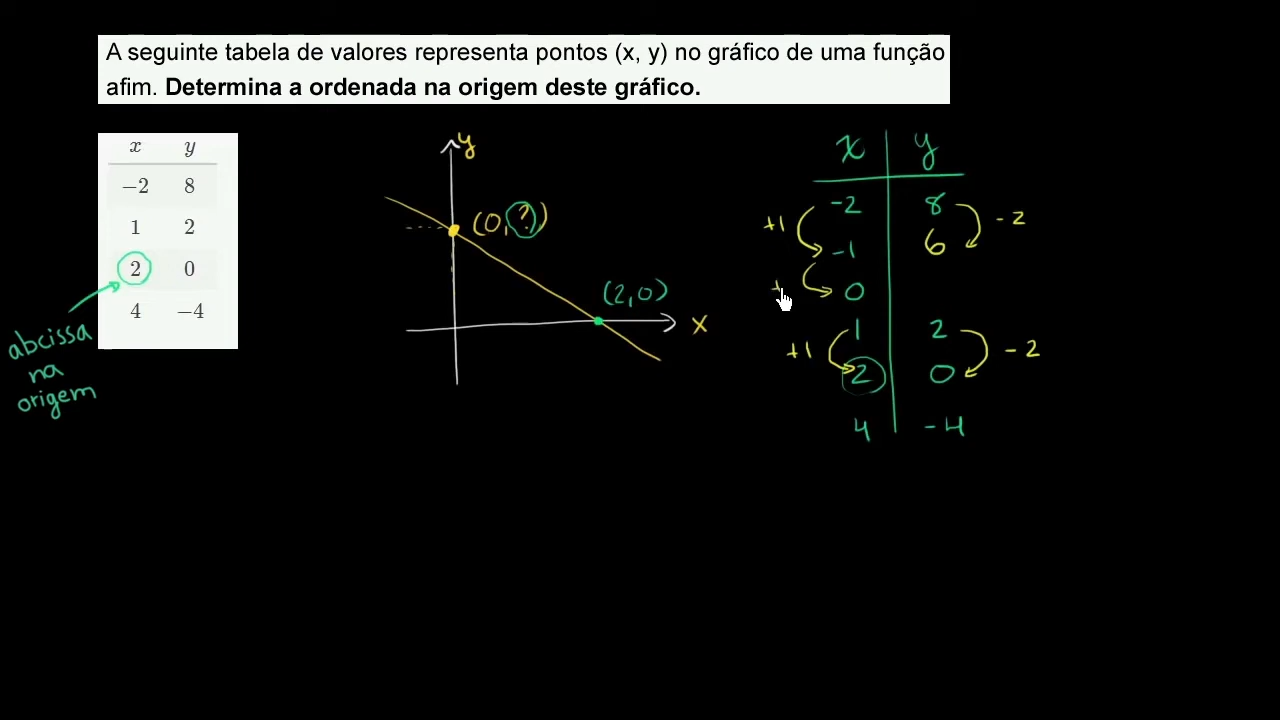 A seguinte tabela de valores representa pontos (x, y) no gráfico de uma função
afim. Determina a ordenada na origem deste gráfico.
x y
−2 8
1 2
2 0
4 −4
abcissa
na
origem
y
(0, ?)
(2,0)
x
x y
-2 8
+1 -2
-1 6
+
0
1 2
+1 -2
2 0
4 -4